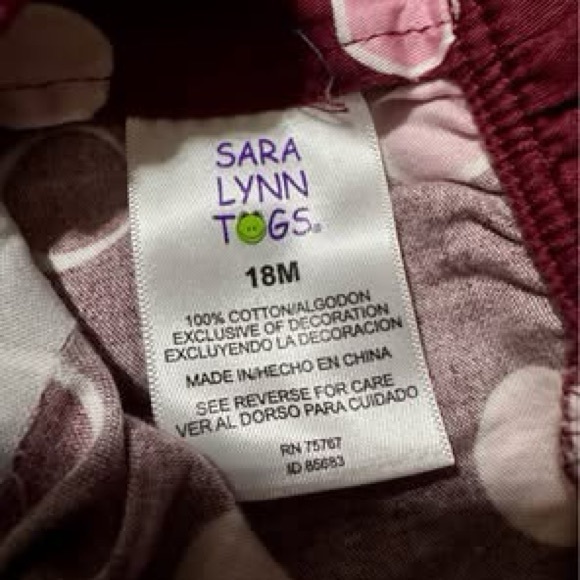 SARA
LYNN
TOGS®
18M
100% COTTON/ALGODON
EXCLUSIVE OF DECORATION
EXCLUYENDO LA DECORACION
MADE IN/HECHO EN CHINA
SEE REVERSE FOR CARE
VER AL DORSO PARA CUIDADO
RN 75767
ID 85683